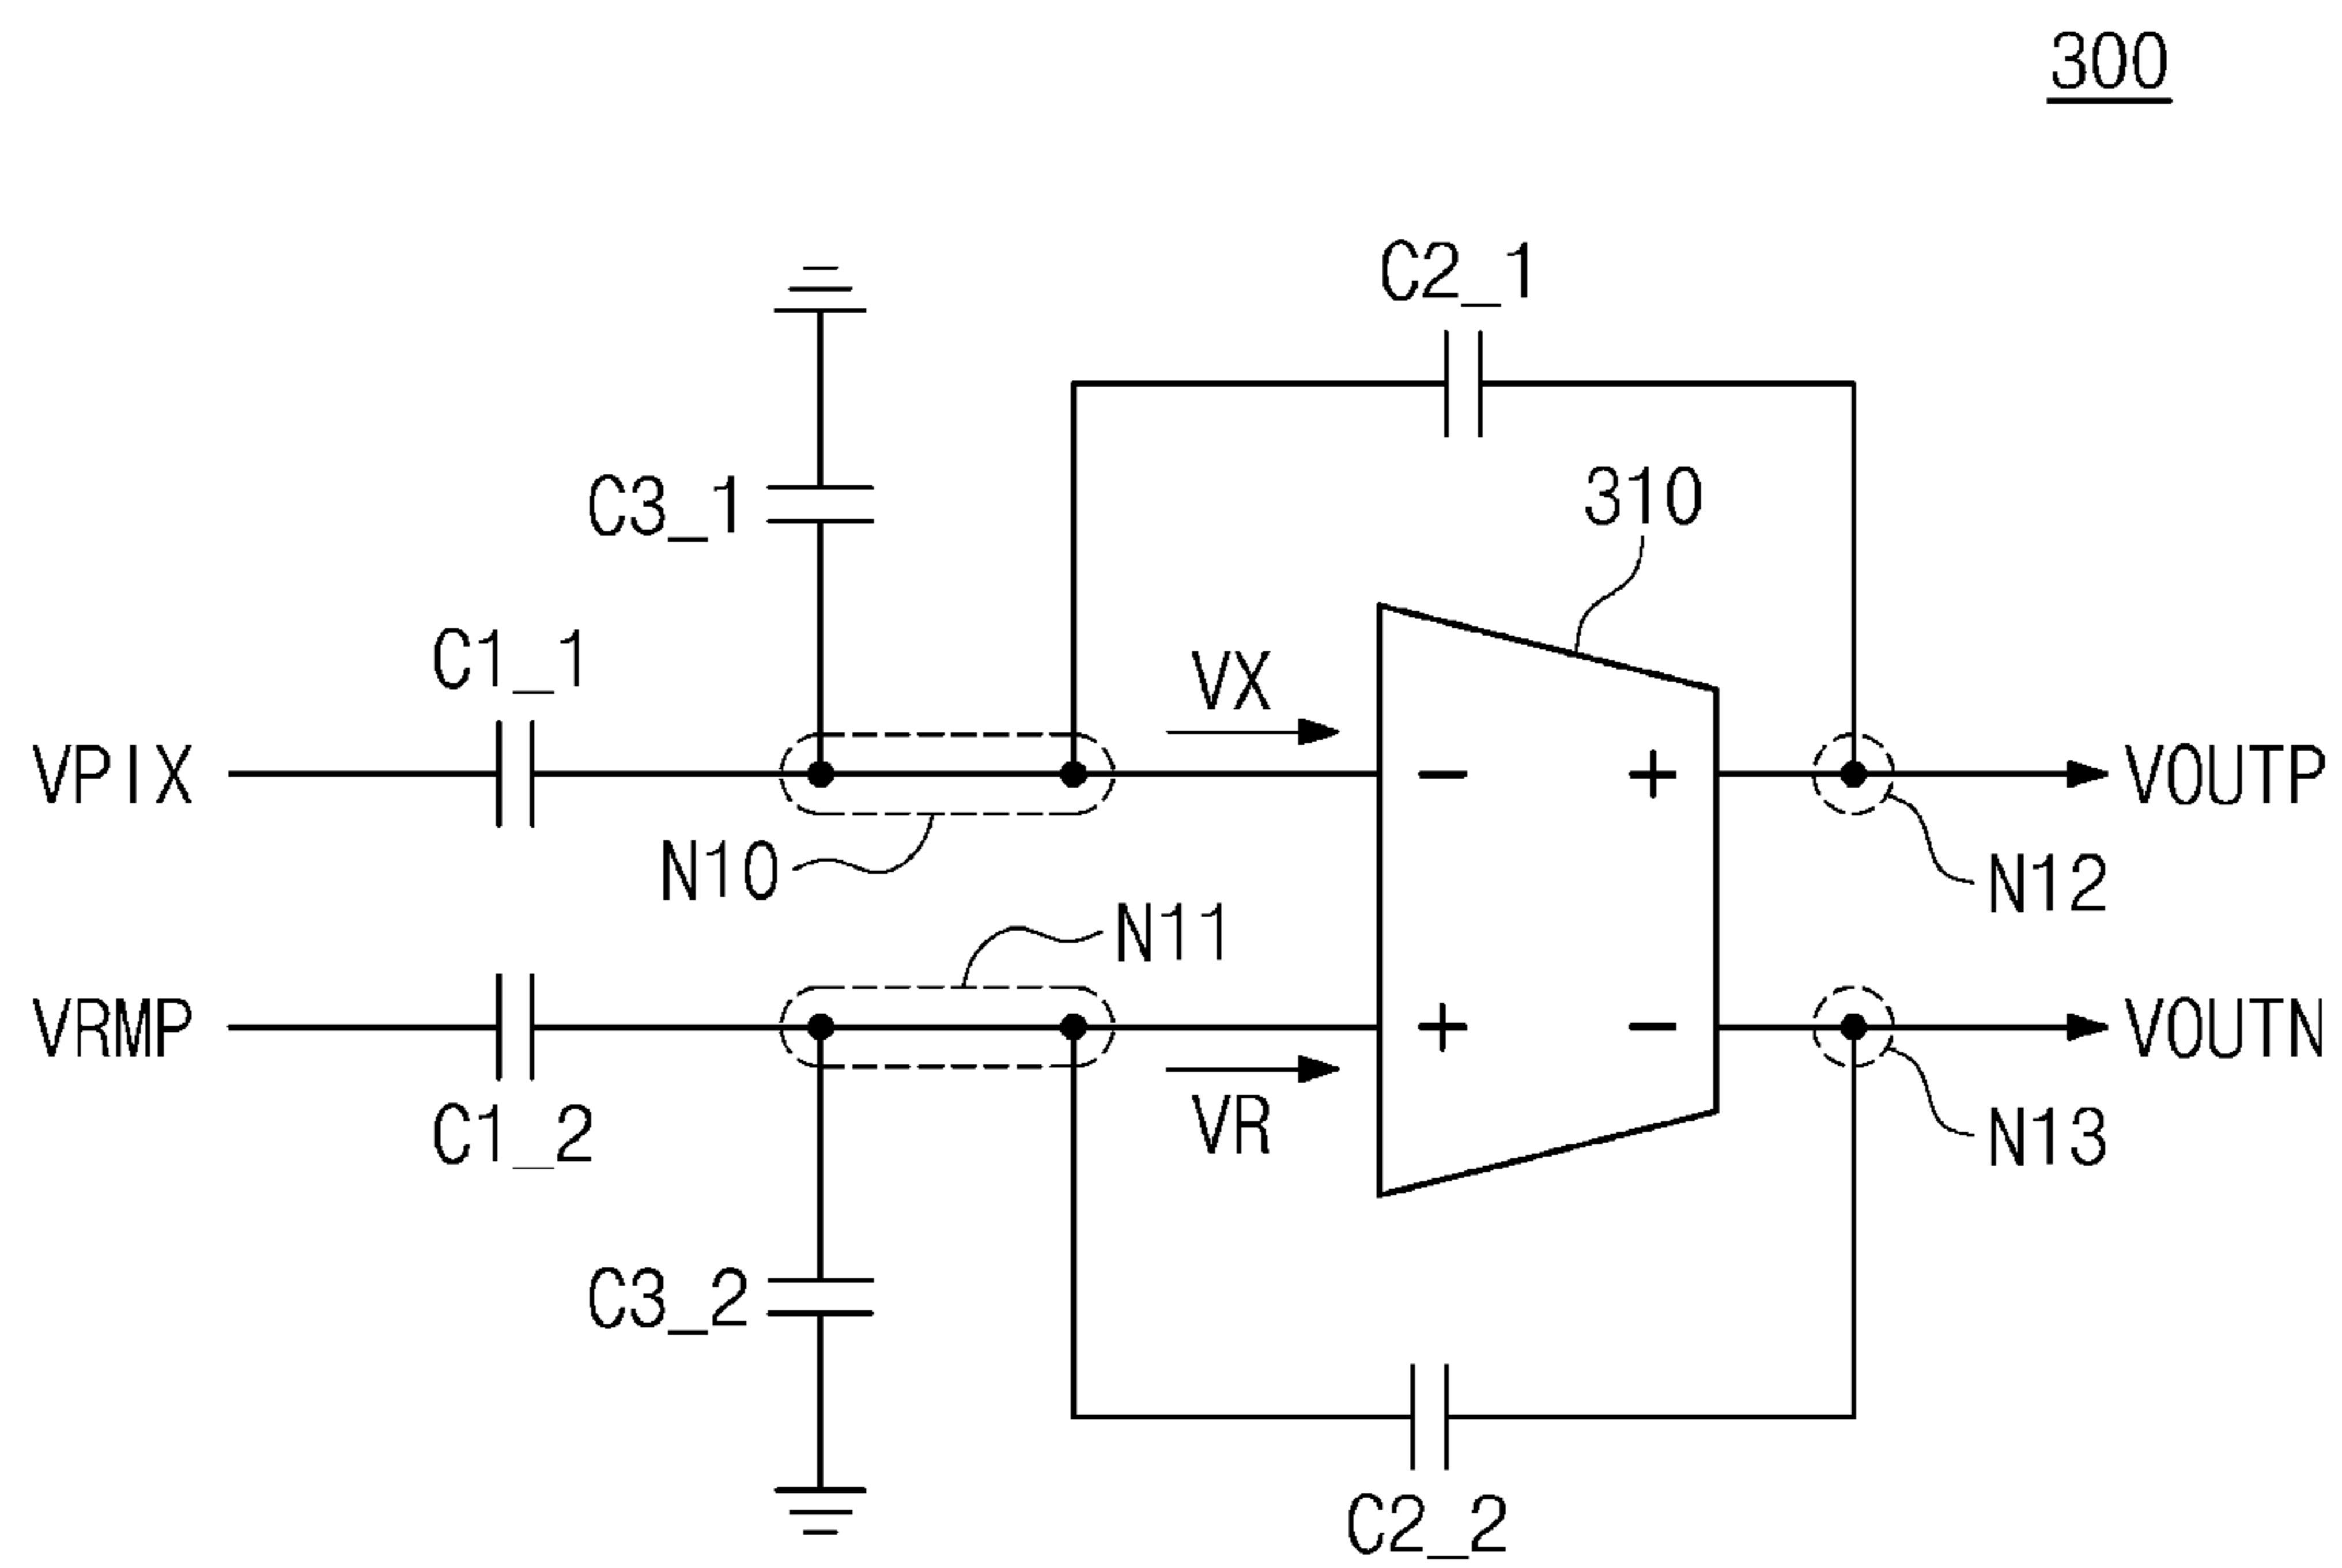 300
C2_1
C3_1
310
C1_1
VX
VPIX
- +
VOUTP
N10
N12
N11
VRMP
+ -
VOUTN
C1_2
VR
N13
C3_2
C2_2